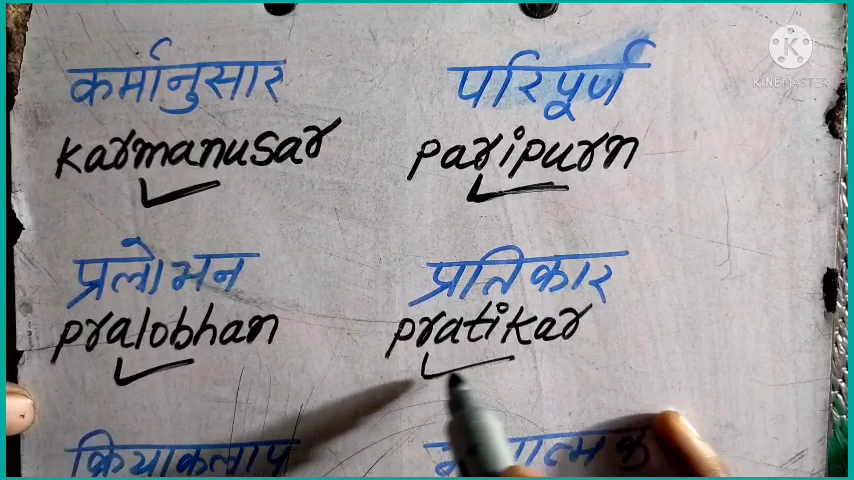 कर्मानुसार परिपूर्ण
karmanusar paripurn
प्रलोभन प्रतिकार
pralobhan pratikar
क्रियाकलाप
KINEMASTER